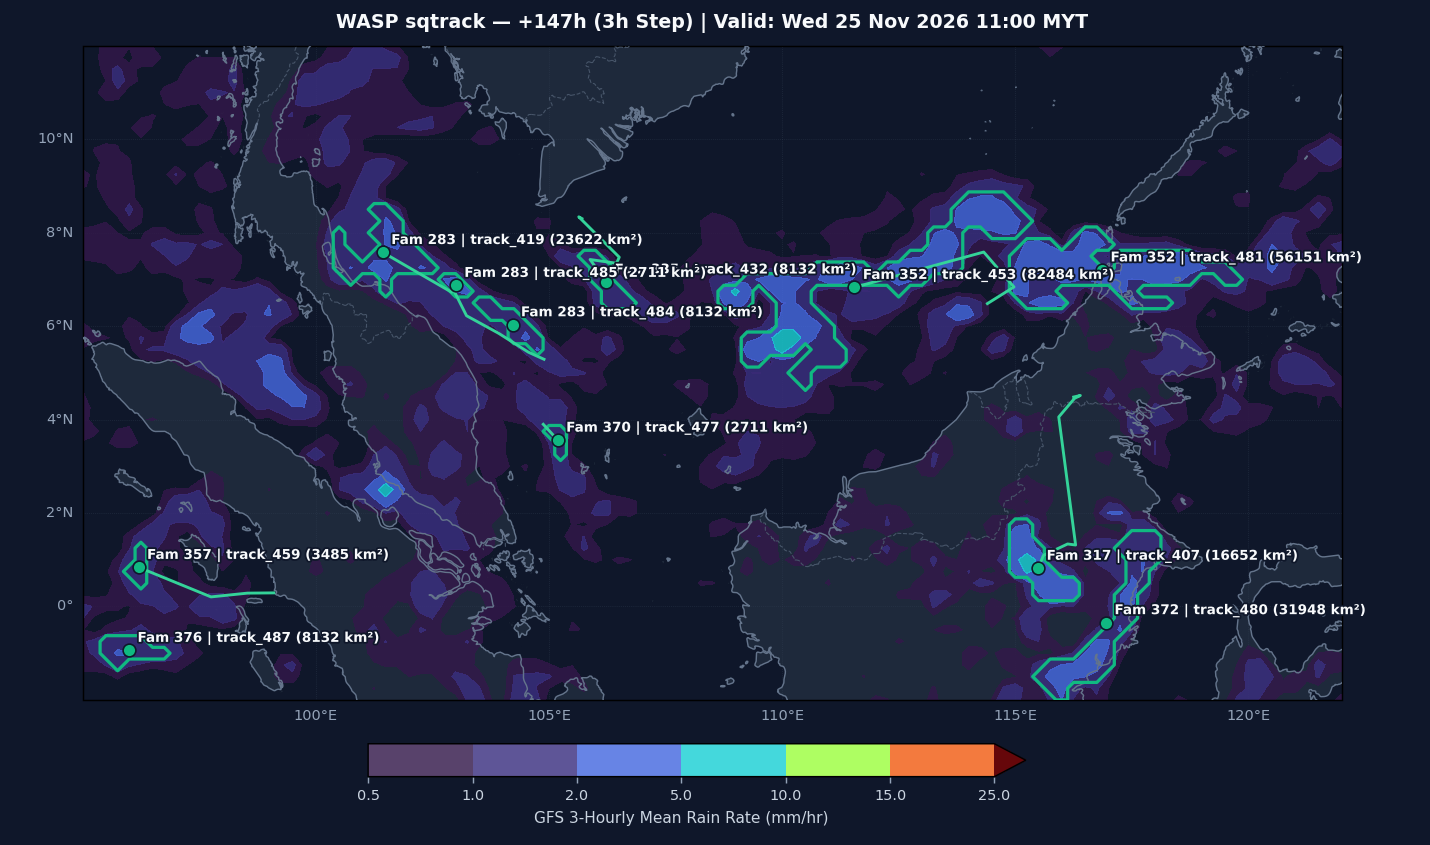 WASP sqtrack — +147h (3h Step) | Valid: Wed 25 Nov 2026 11:00 MYT
10°N
8°N
6°N
4°N
2°N
0°
Fam 283 | track_419 (23622 km²)
Fam 352 | track_481 (56151 km²)
track_432 (8132 km²)
Fam 283 | track_485 (2711 km²)
Fam 352 | track_453 (82484 km²)
Fam 283 | track_484 (8132 km²)
Fam 370 | track_477 (2711 km²)
Fam 357 | track_459 (3485 km²)
Fam 317 | track_407 (16652 km²)
Fam 372 | track_480 (31948 km²)
Fam 376 | track_487 (8132 km²)
100°E 105°E 110°E 115°E 120°E
0.5 1.0 2.0 5.0 10.0 15.0 25.0
GFS 3-Hourly Mean Rain Rate (mm/hr)